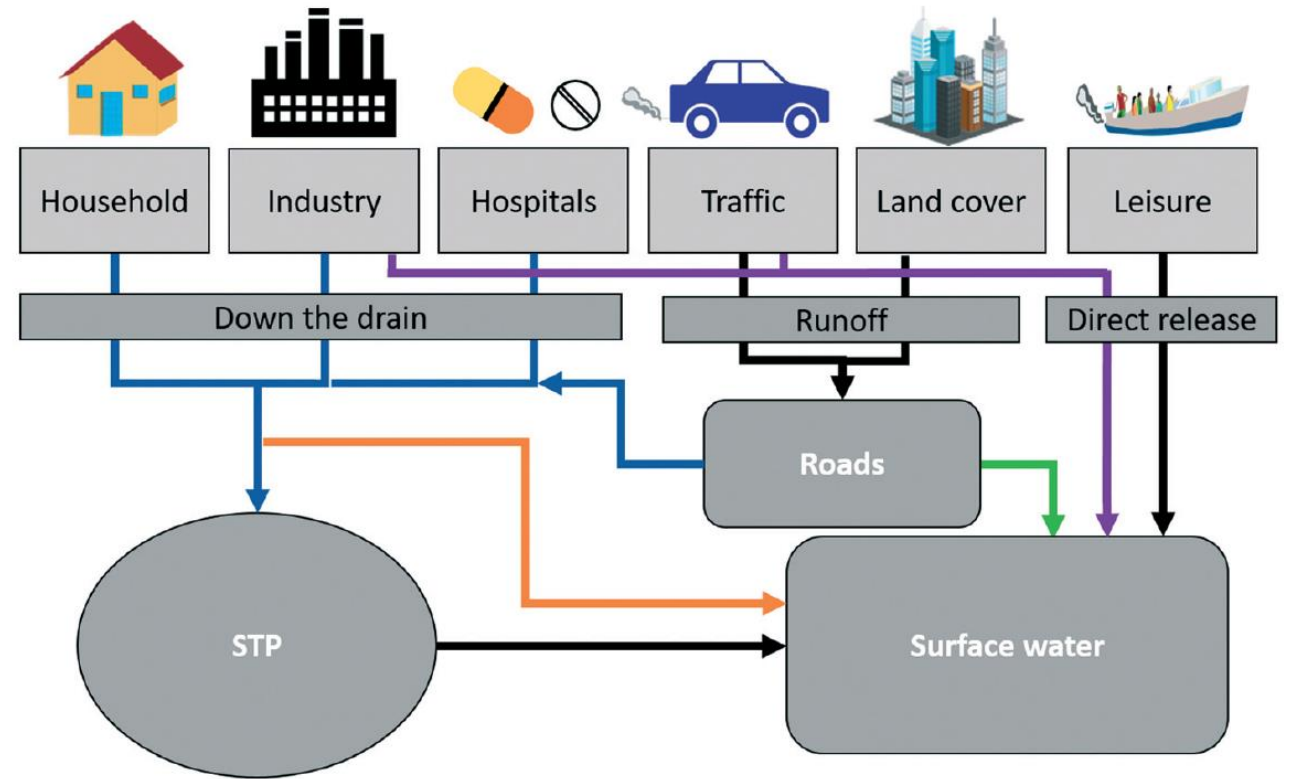 Household
Industry
Hospitals
Traffic
Land cover
Leisure
Down the drain
Runoff
Direct release
Roads
STP
Surface water